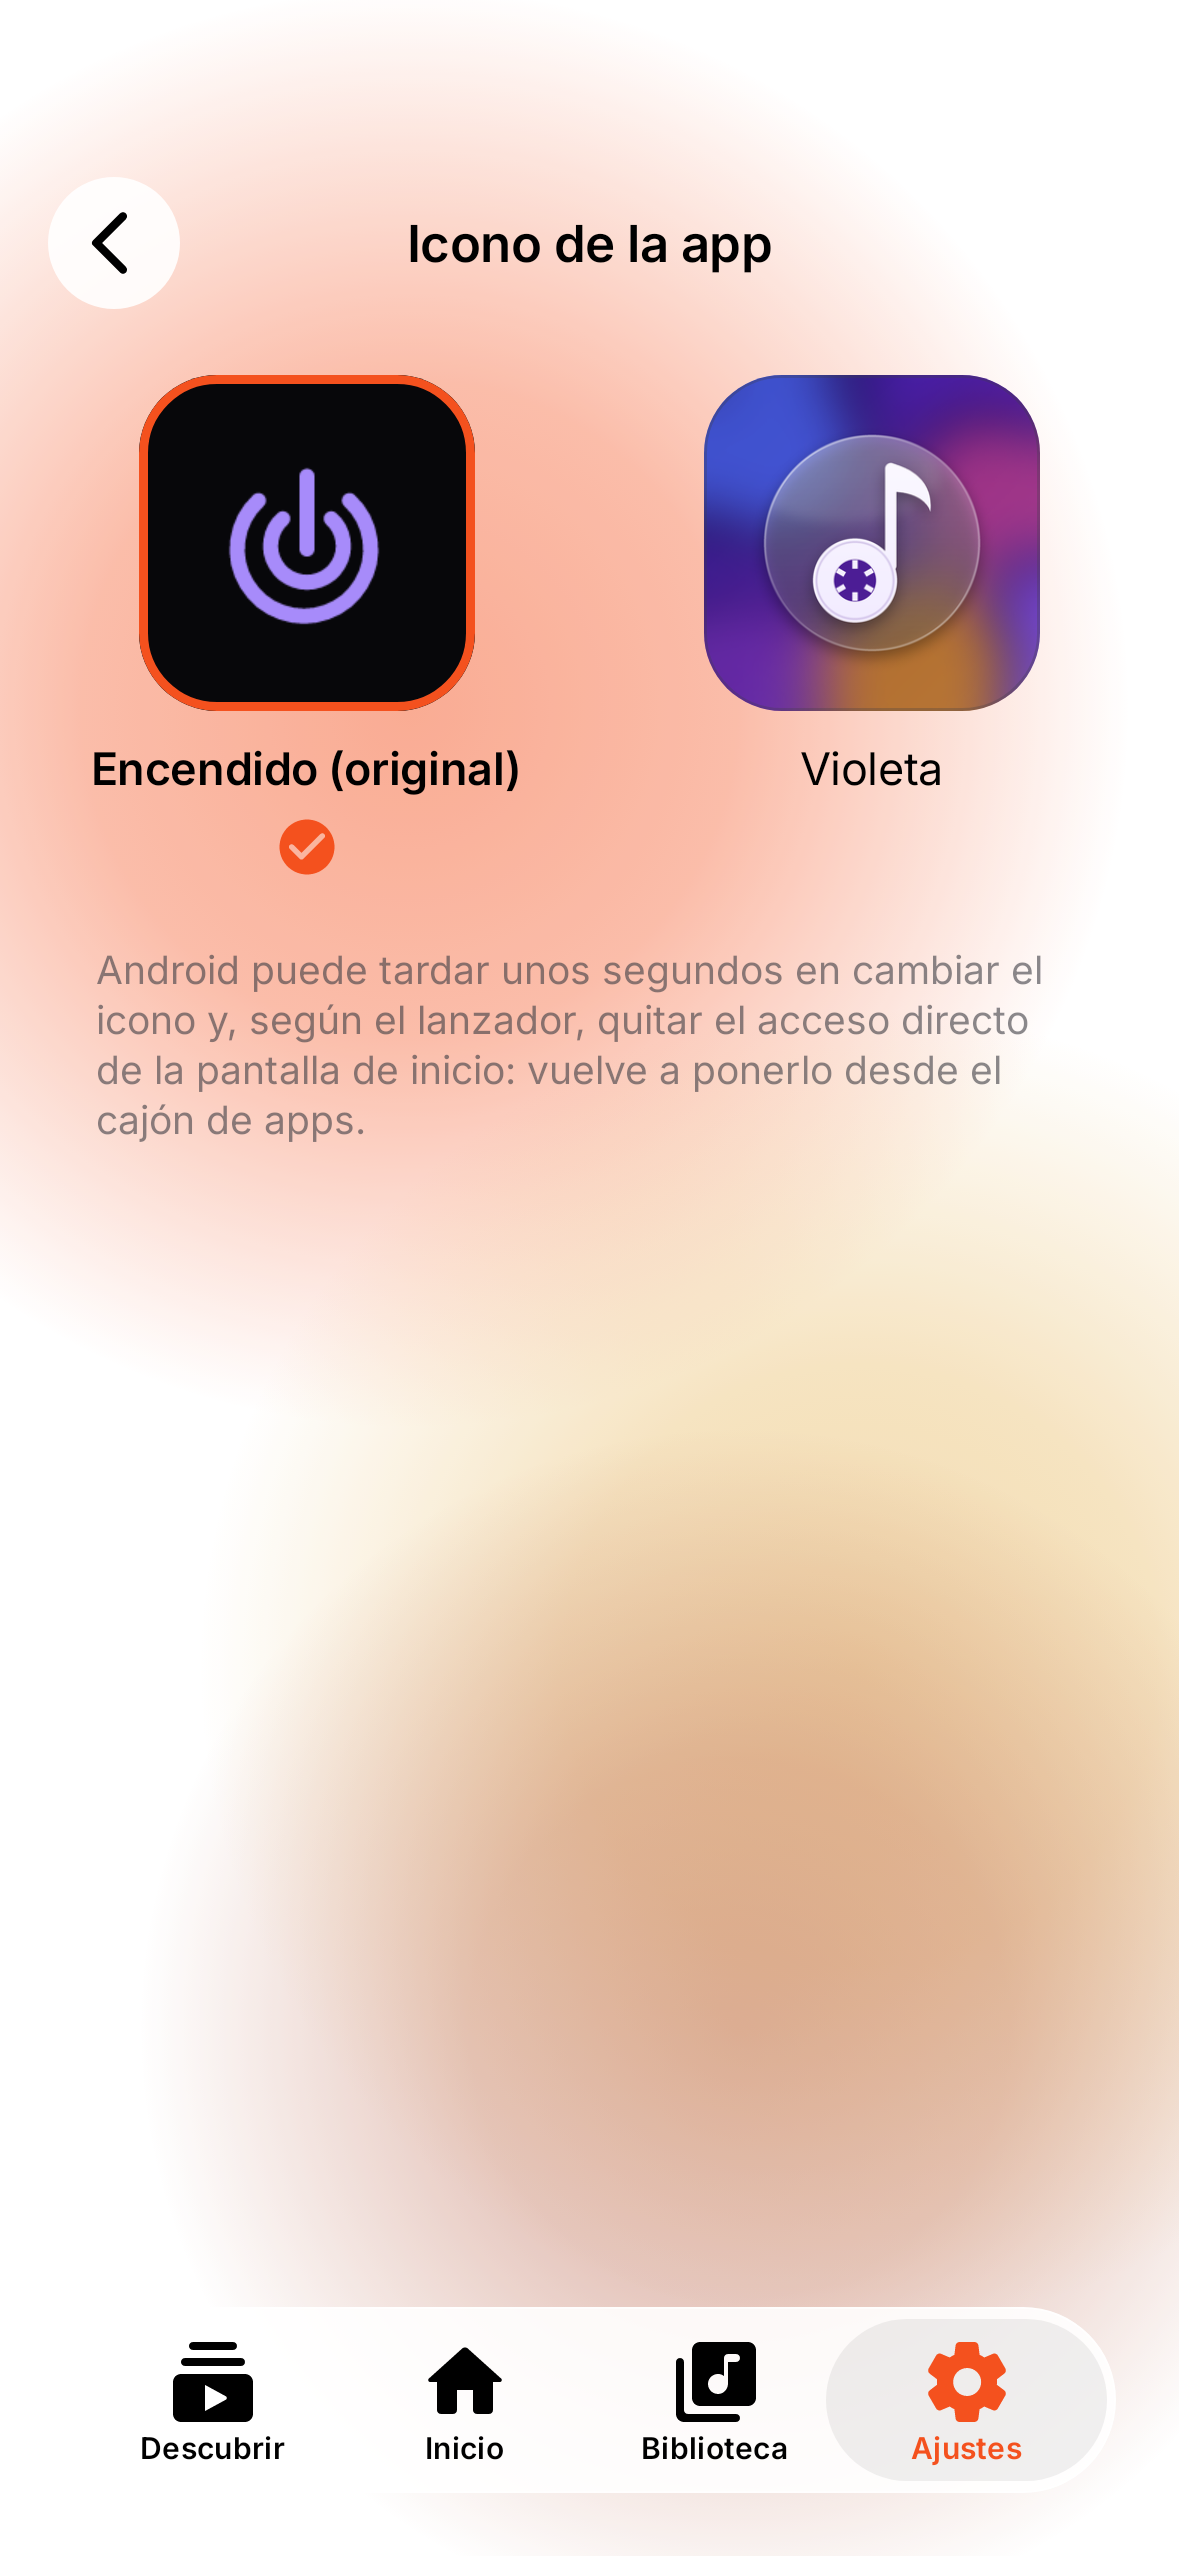 Icono de la app
Encendido (original)
Violeta
Android puede tardar unos segundos en cambiar el
icono y, según el lanzador, quitar el acceso directo
de la pantalla de inicio: vuelve a ponerlo desde el
cajón de apps.
Descubrir
Inicio
Biblioteca
Ajustes